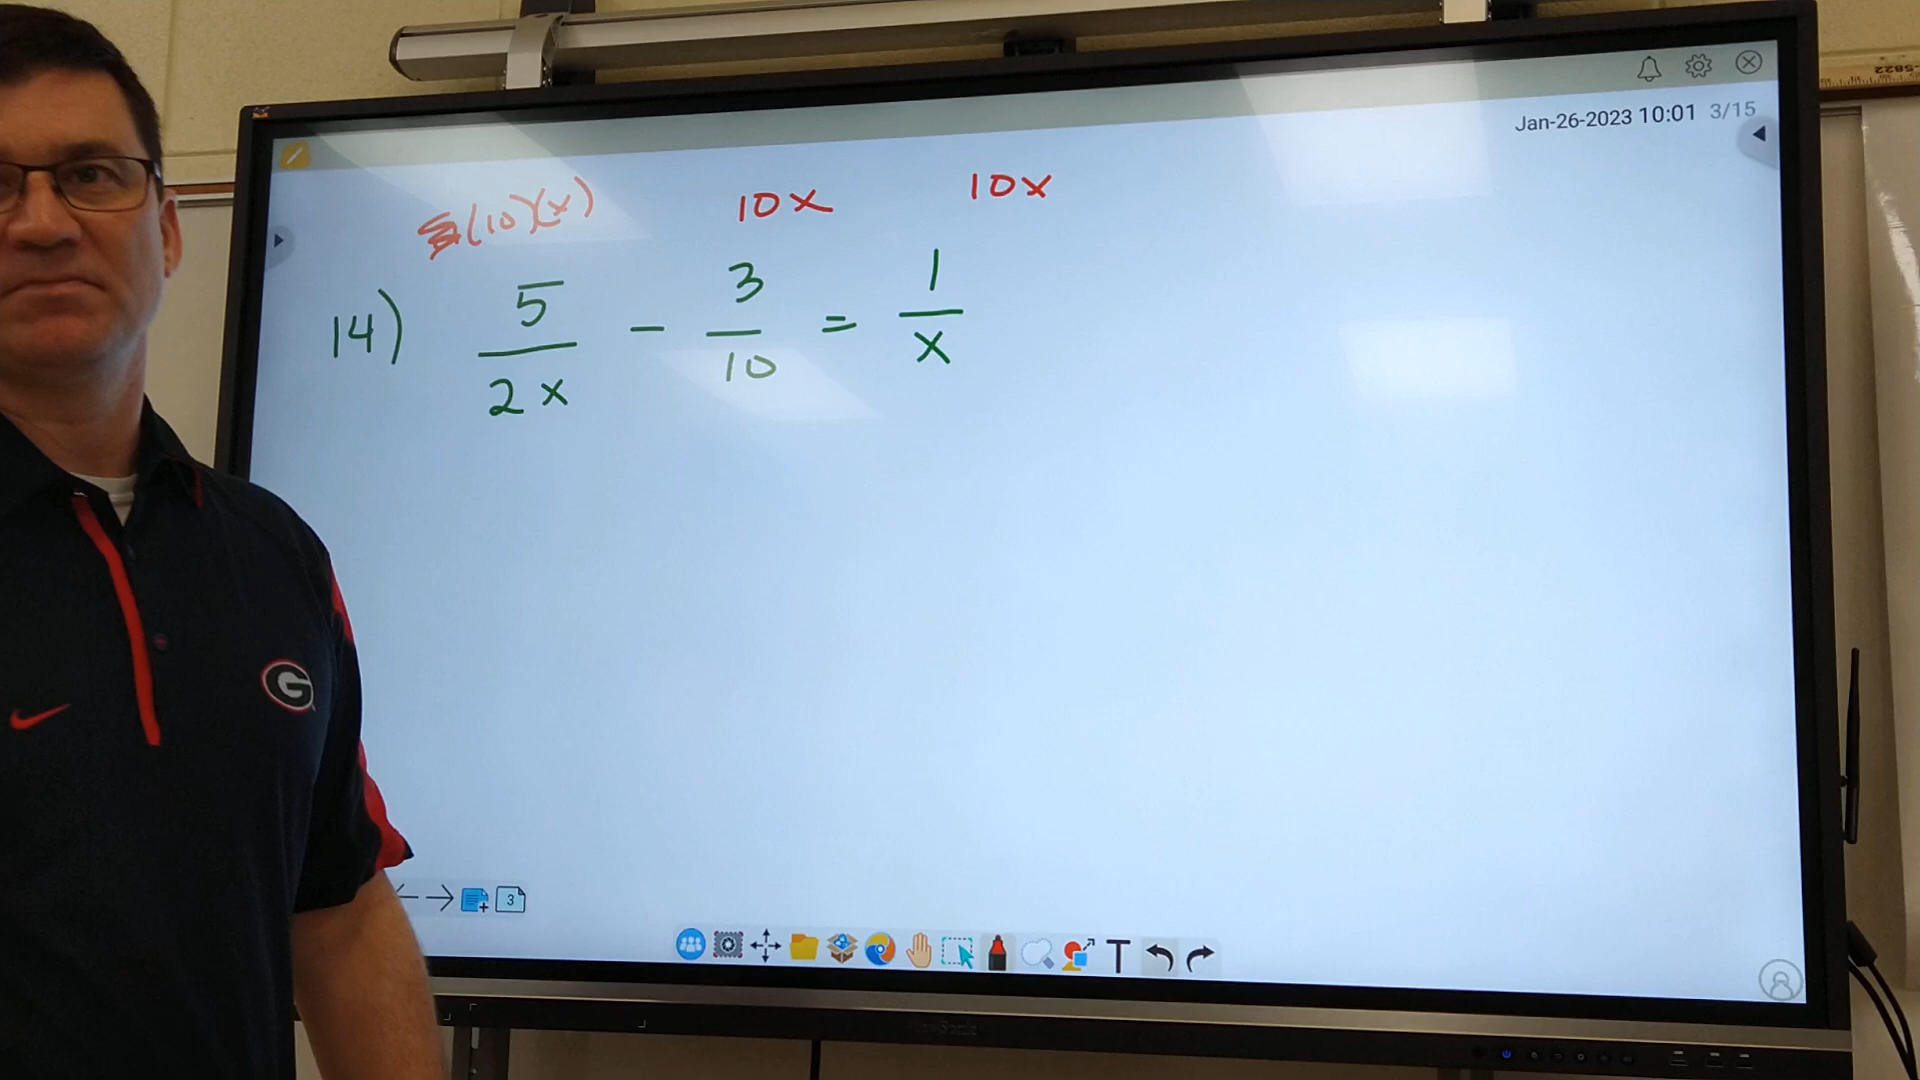 Jan-26-2023 10:01 3/15
(10)(x) 10x 10x
14) 5/2x - 3/10 = 1/x
G
3
T